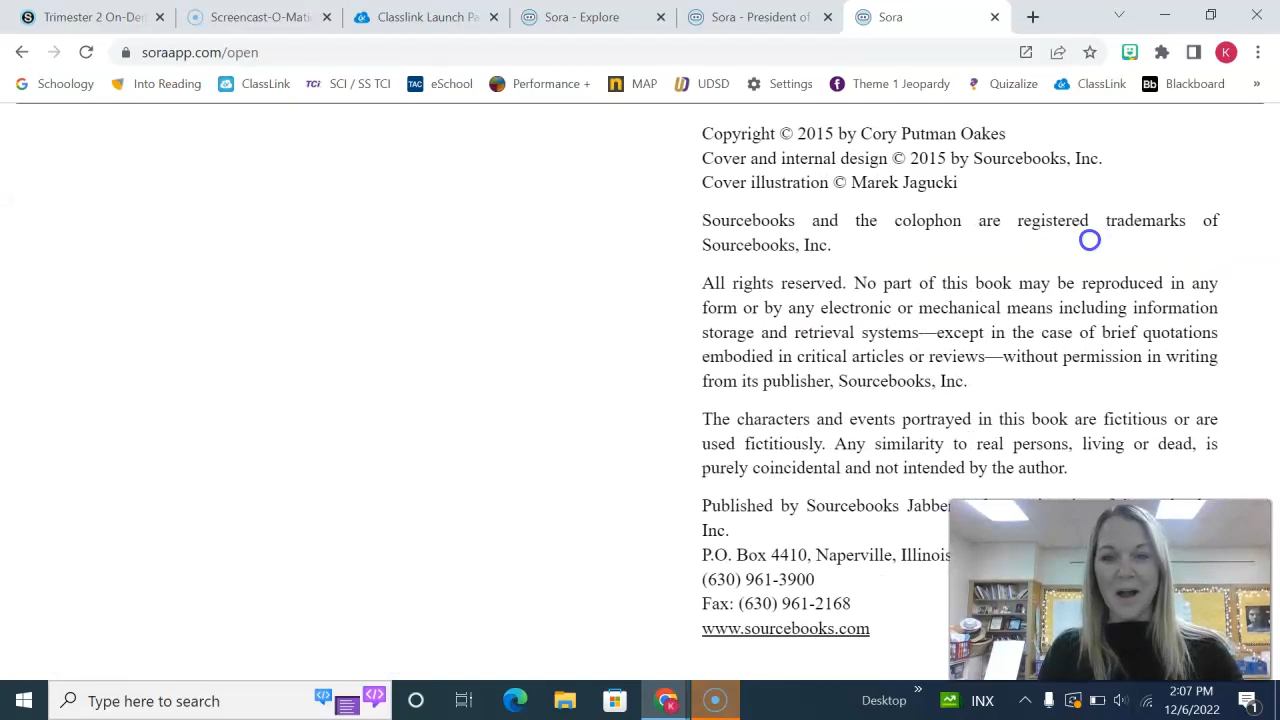 Trimester 2 On-De
Screencast-O-Mati
Classlink Launch Pa
Sora - Explore
Sora - President of
Sora
soraapp.com/open
K
Schoology
Into Reading
ClassLink
TCi SCI / SS TCI
TAC eSchool
Performance +
MAP
UDSD
Settings
Theme 1 Jeopardy
Quizalize
ClassLink
Bb Blackboard
»
Copyright © 2015 by Cory Putman Oakes
Cover and internal design © 2015 by Sourcebooks, Inc.
Cover illustration © Marek Jagucki
Sourcebooks and the colophon are registered trademarks of
Sourcebooks, Inc.
All rights reserved. No part of this book may be reproduced in any
form or by any electronic or mechanical means including information
storage and retrieval systems—except in the case of brief quotations
embodied in critical articles or reviews—without permission in writing
from its publisher, Sourcebooks, Inc.
The characters and events portrayed in this book are fictitious or are
used fictitiously. Any similarity to real persons, living or dead, is
purely coincidental and not intended by the author.
Published by Sourcebooks Jabber
Inc.
P.O. Box 4410, Naperville, Illinois
(630) 961-3900
Fax: (630) 961-2168
www.sourcebooks.com
Type here to search
Desktop
»
INX
2:07 PM
12/6/2022
1